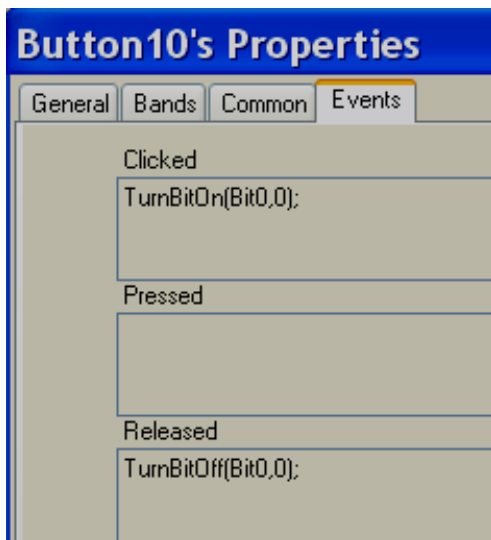 Button10's Properties
General Bands Common Events
Clicked
TurnBitOn(Bit0,0);
Pressed
Released
TurnBitOff(Bit0,0);